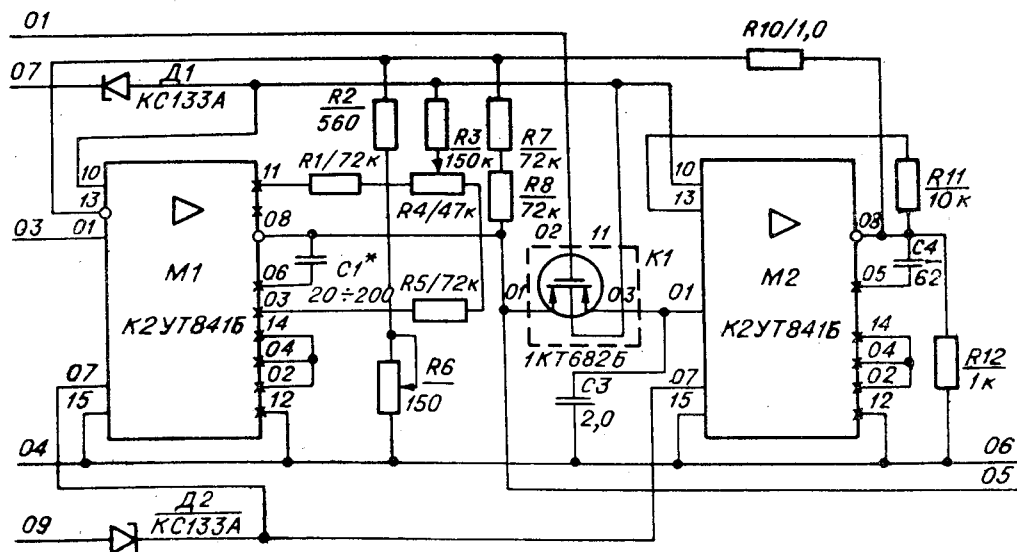 01
R10/1,0
07
Д1
КС133А
R2
560
R3
150к
R7
72к
R1/72к
R4/47к
R8
72к
R11
10к
10
13
01
11
08
03
М1
К2УТ841Б
06
03
14
04
02
12
07
15
C1*
20÷200
R5/72к
R6
150
02
11
К1
01
03
1КТ682Б
C3
2,0
10
13
01
М2
К2УТ841Б
08
05
14
04
02
12
07
15
C4
62
R12
1к
04
06
05
09
Д2
КС133А